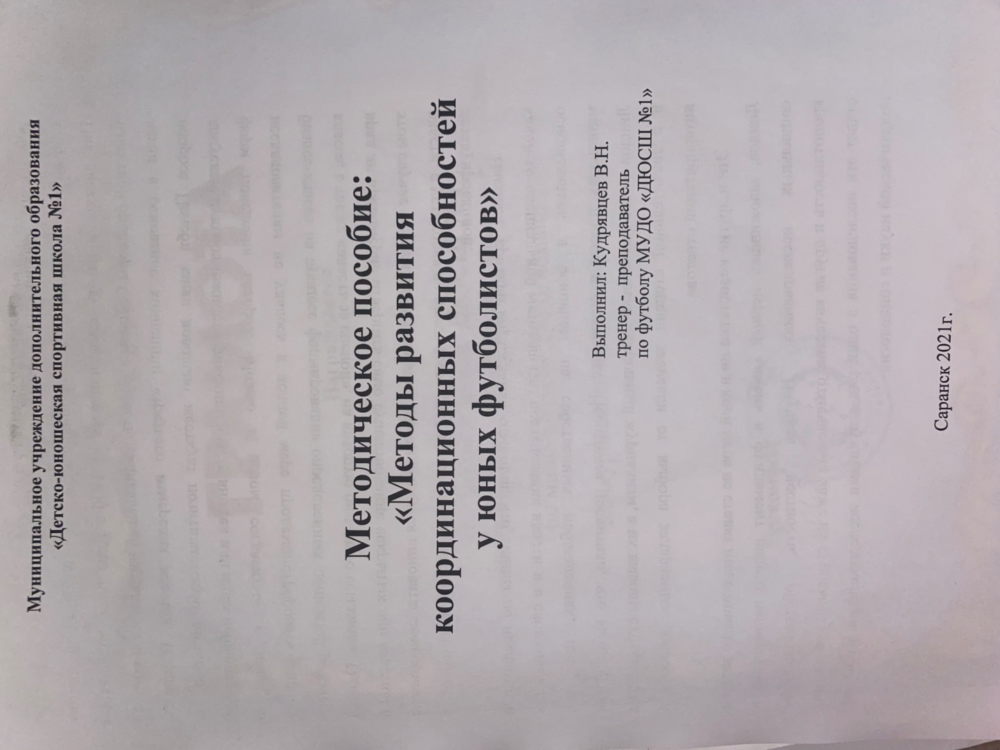 Муниципальное учреждение дополнительного образования
«Детско-юношеская спортивная школа №1»
Методическое пособие:
«Методы развития
координационных способностей
у юных футболистов»
Выполнил: Кудрявцев В.Н.
тренер - преподаватель
по футболу МУДО «ДЮСШ №1»
Саранск 2021г.